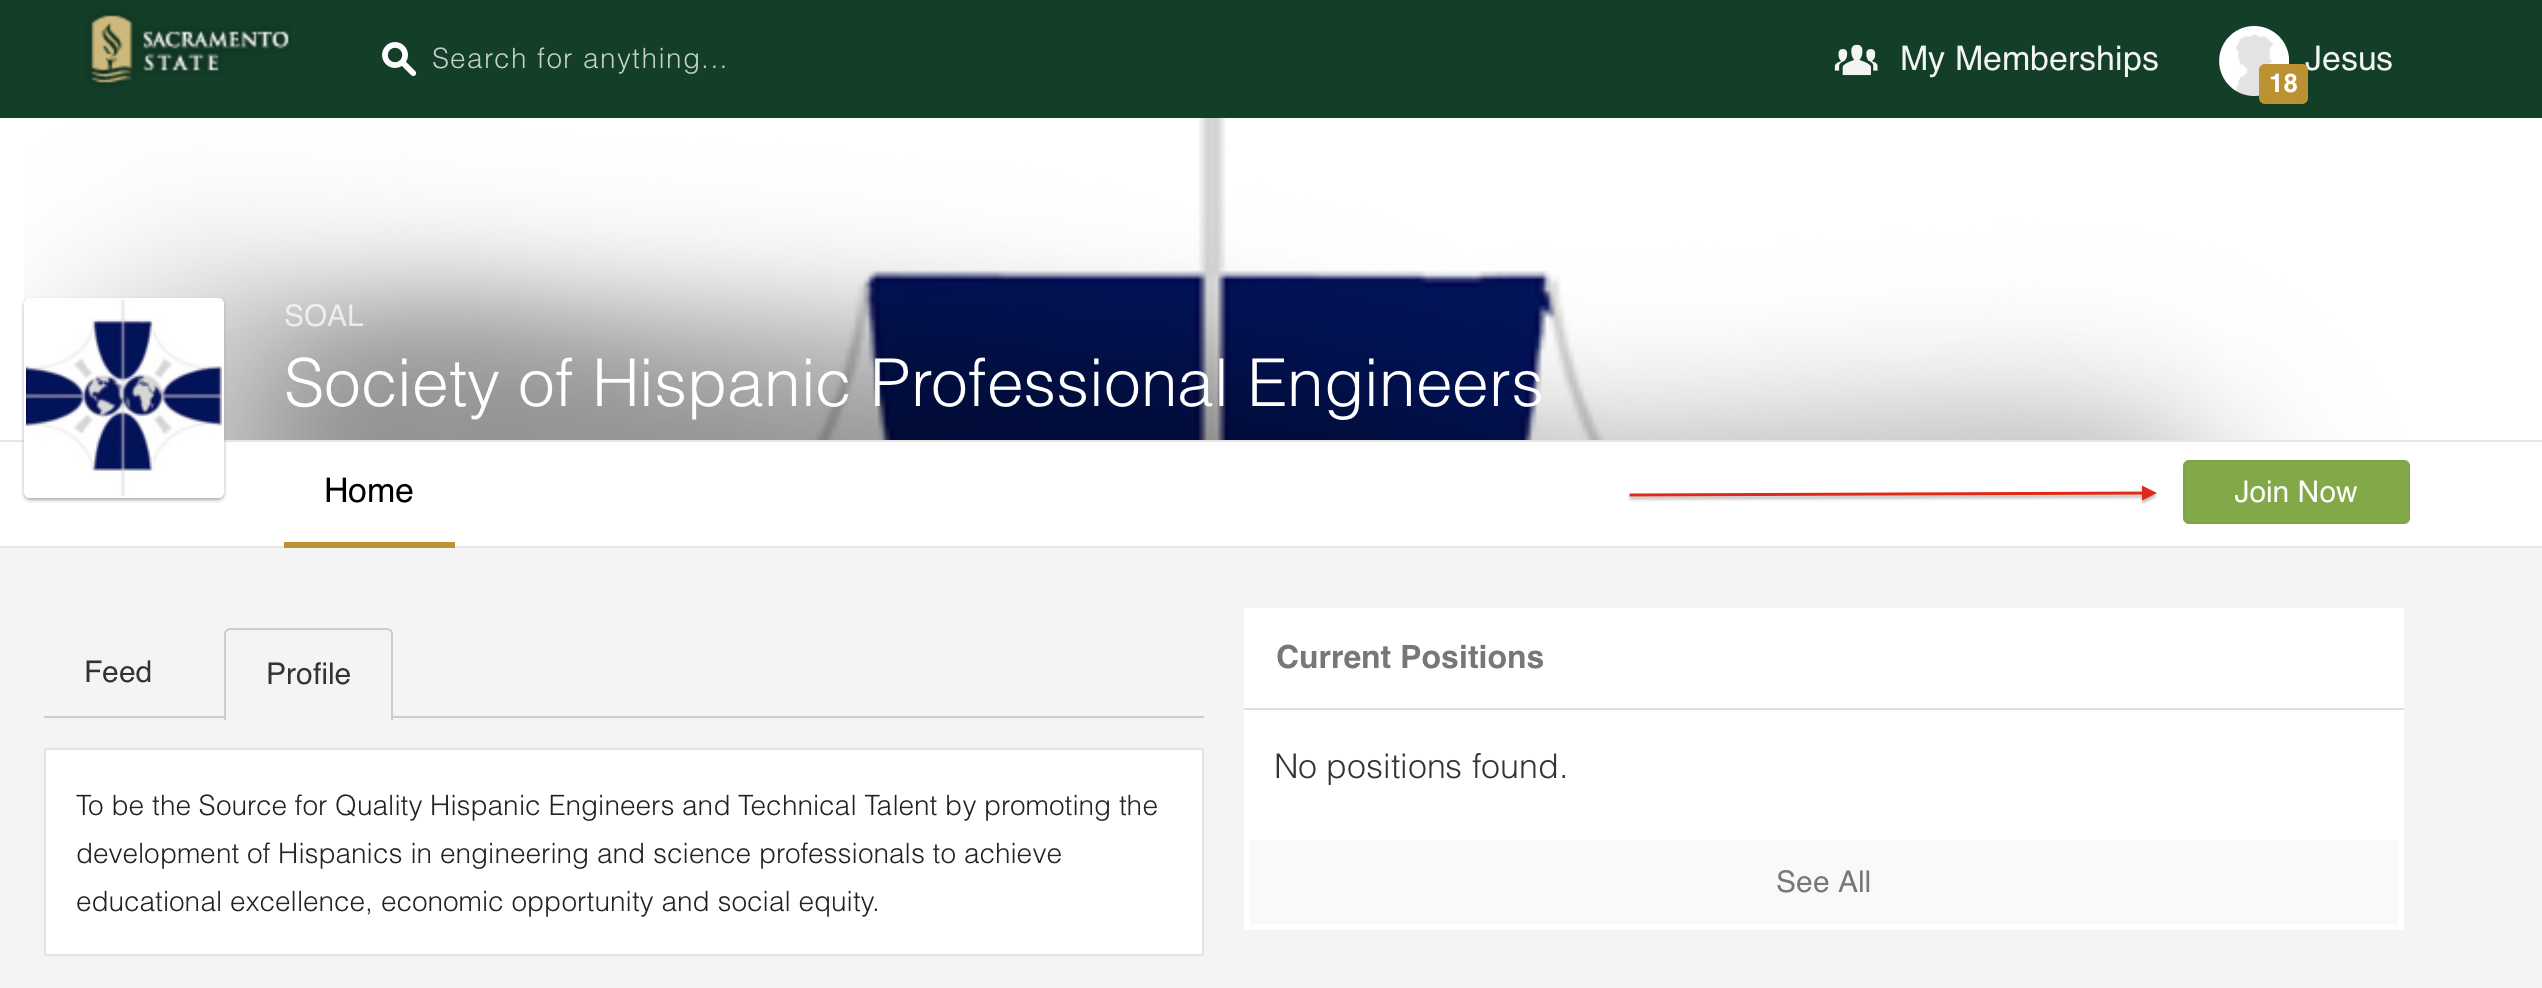 SACRAMENTO
STATE
Search for anything...
My Memberships
18
Jesus
SOAL
Society of Hispanic Professional Engineers
Home
Join Now
Feed
Profile
To be the Source for Quality Hispanic Engineers and Technical Talent by promoting the
development of Hispanics in engineering and science professionals to achieve
educational excellence, economic opportunity and social equity.
Current Positions
No positions found.
See All